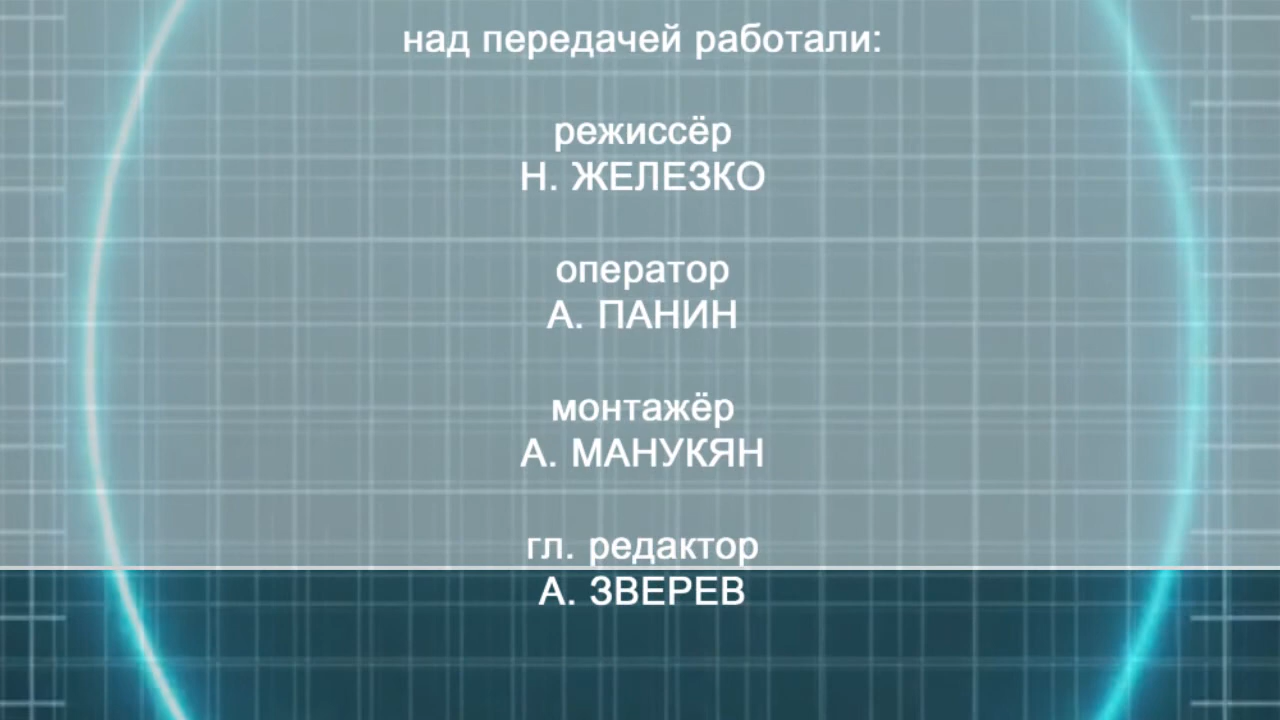 над передачей работали:
режиссёр
Н. ЖЕЛЕЗКО
оператор
А. ПАНИН
монтажёр
А. МАНУКЯН
гл. редактор
А. ЗВЕРЕВ